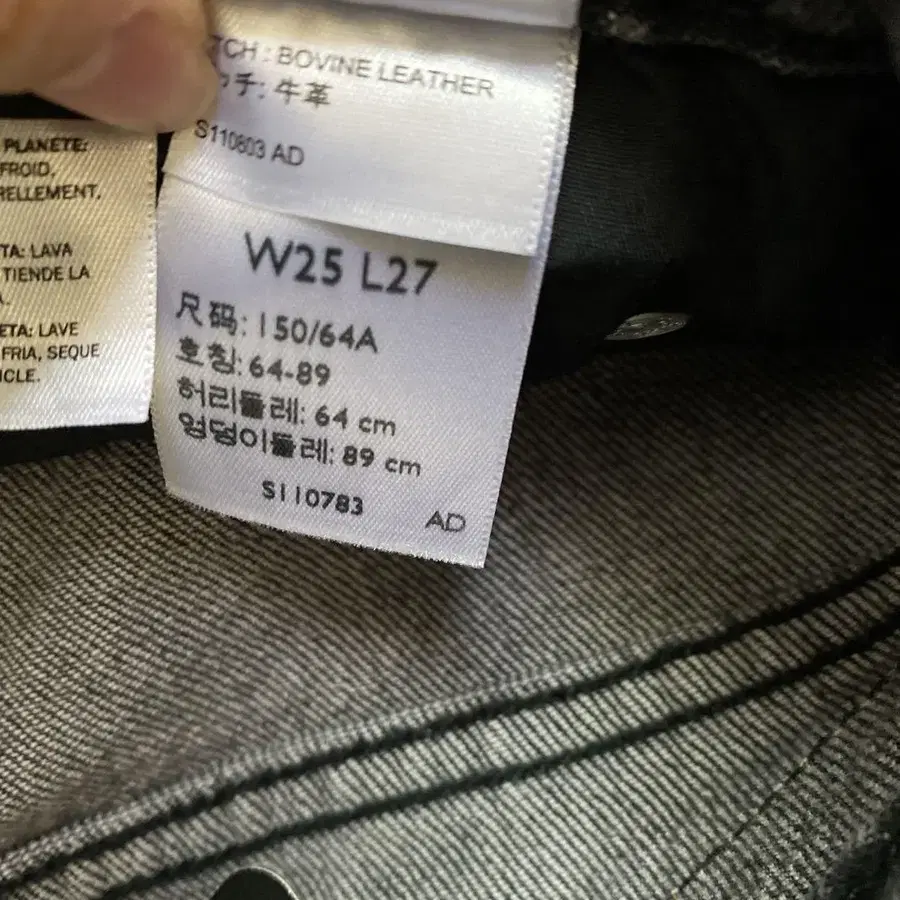 PLANÈTE:
FROID.
RELLEMENT.
TA: LAVA
TIENDE LA
ETA: LAVE
FRIA, SEQUE
ICLE.
TCH : BOVINE LEATHER
ッチ: 牛革
S110803 AD
W25 L27
尺码: 150/64A
호칭: 64-89
허리둘레: 64 cm
엉덩이둘레: 89 cm
S110783 AD